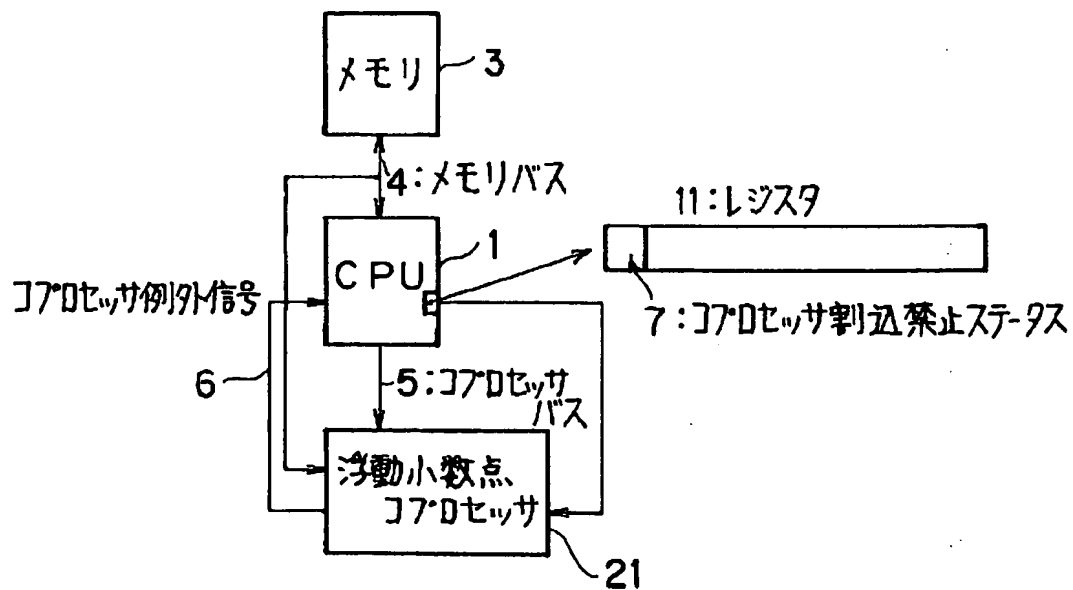 メモリ
3
4:メモリバス
11:レジスタ
1
CPU
コプロセッサ例外信号
7:コプロセッサ割込禁止ステータス
6
5:コプロセッサ
バス
浮動小数点
コプロセッサ
21